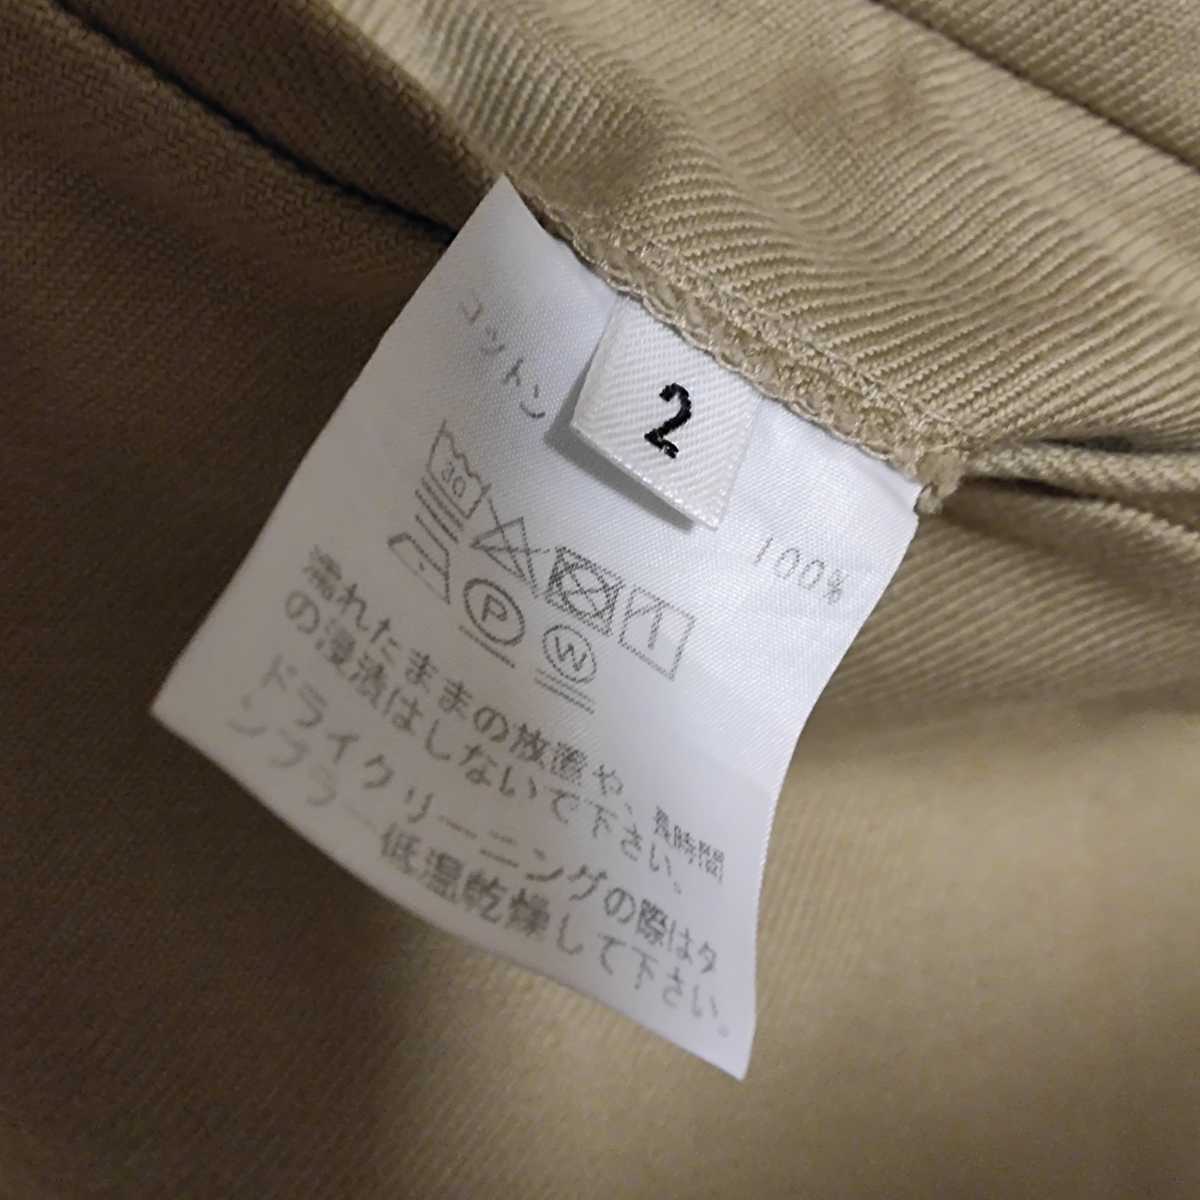 2
コットン 100%
30
P W
濡れたままの放置や、長時間
の浸漬はしないで下さい。
ドライクリーニングの際はタ
ンブラー低温乾燥して下さい。